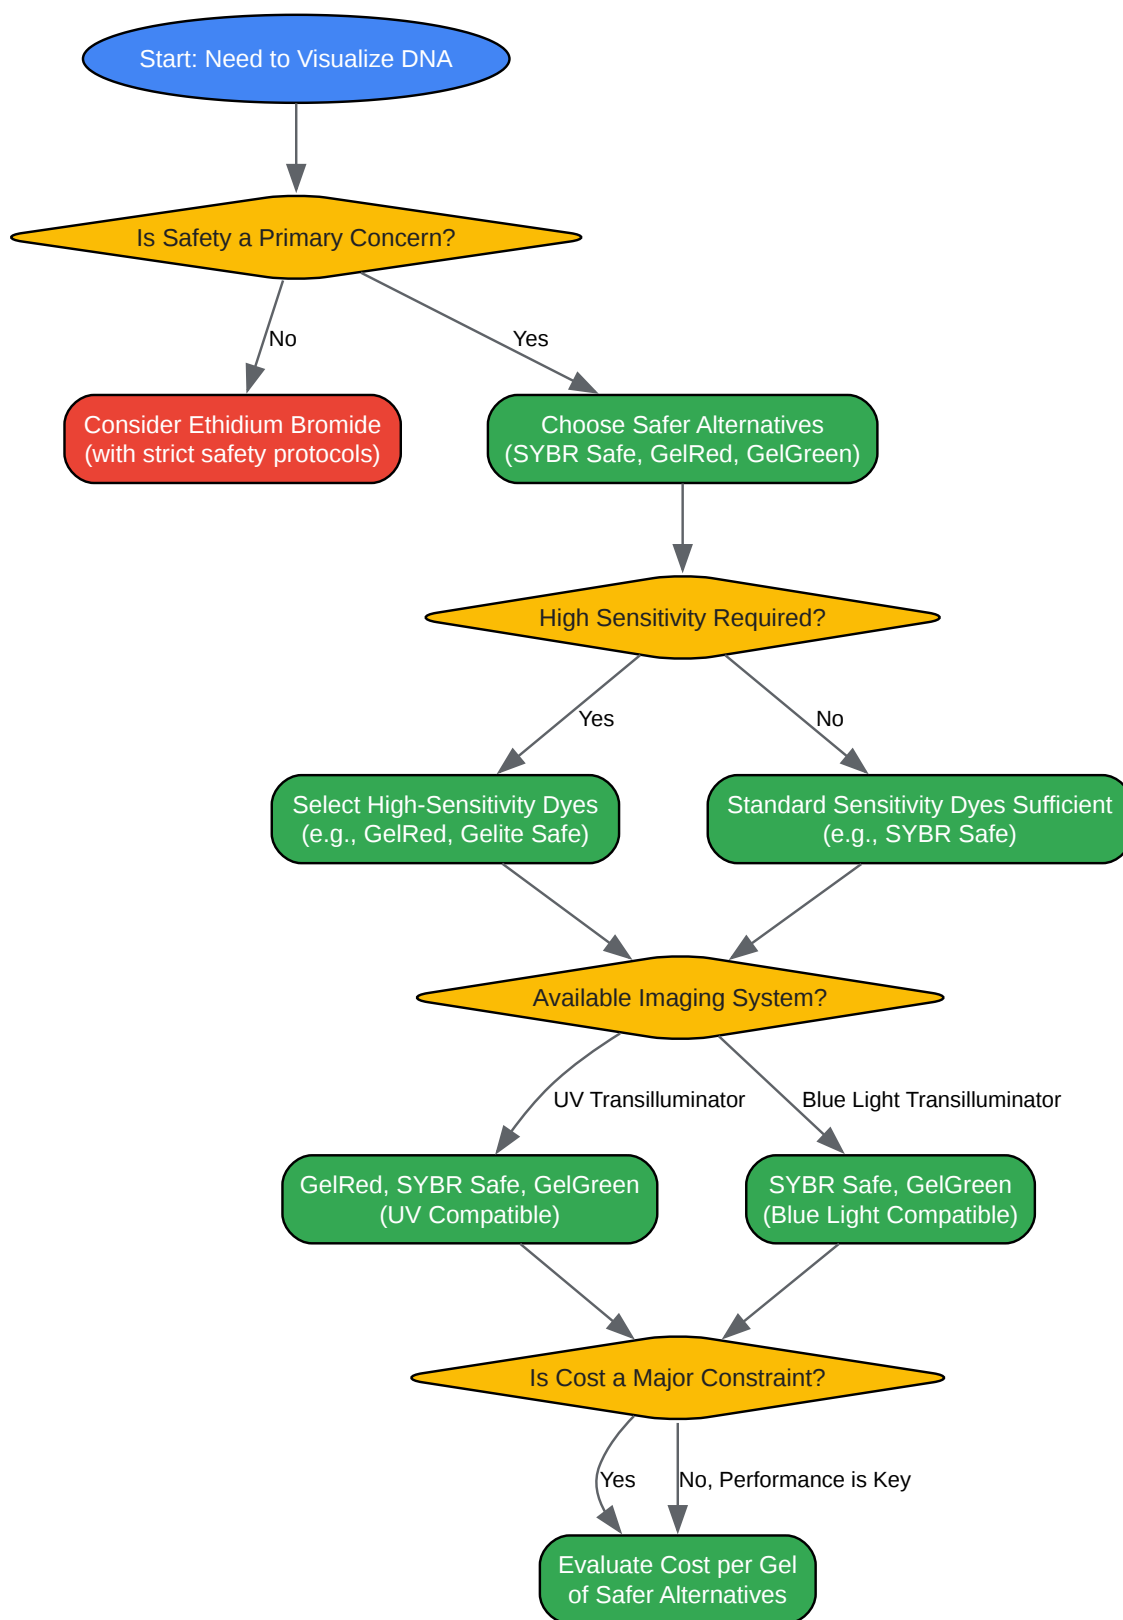 Start: Need to Visualize DNA
Is Safety a Primary Concern?
No
Yes
Consider Ethidium Bromide
(with strict safety protocols)
Choose Safer Alternatives
(SYBR Safe, GelRed, GelGreen)
High Sensitivity Required?
Yes
No
Select High-Sensitivity Dyes
(e.g., GelRed, Gelite Safe)
Standard Sensitivity Dyes Sufficient
(e.g., SYBR Safe)
Available Imaging System?
UV Transilluminator
Blue Light Transilluminator
GelRed, SYBR Safe, GelGreen
(UV Compatible)
SYBR Safe, GelGreen
(Blue Light Compatible)
Is Cost a Major Constraint?
Yes
No, Performance is Key
Evaluate Cost per Gel
of Safer Alternatives